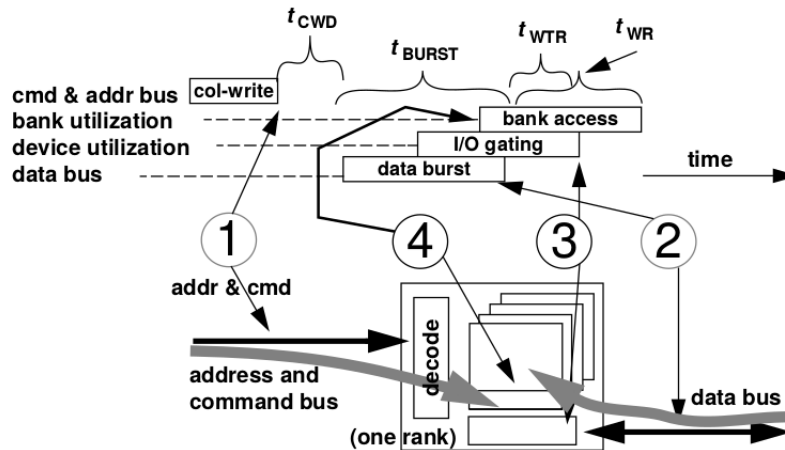 t CWD
t BURST
t WTR
t WR
cmd & addr bus
col-write
bank utilization
bank access
device utilization
I/O gating
data bus
data burst
time
1
4
3
2
addr & cmd
decode
address and
command bus
data bus
(one rank)